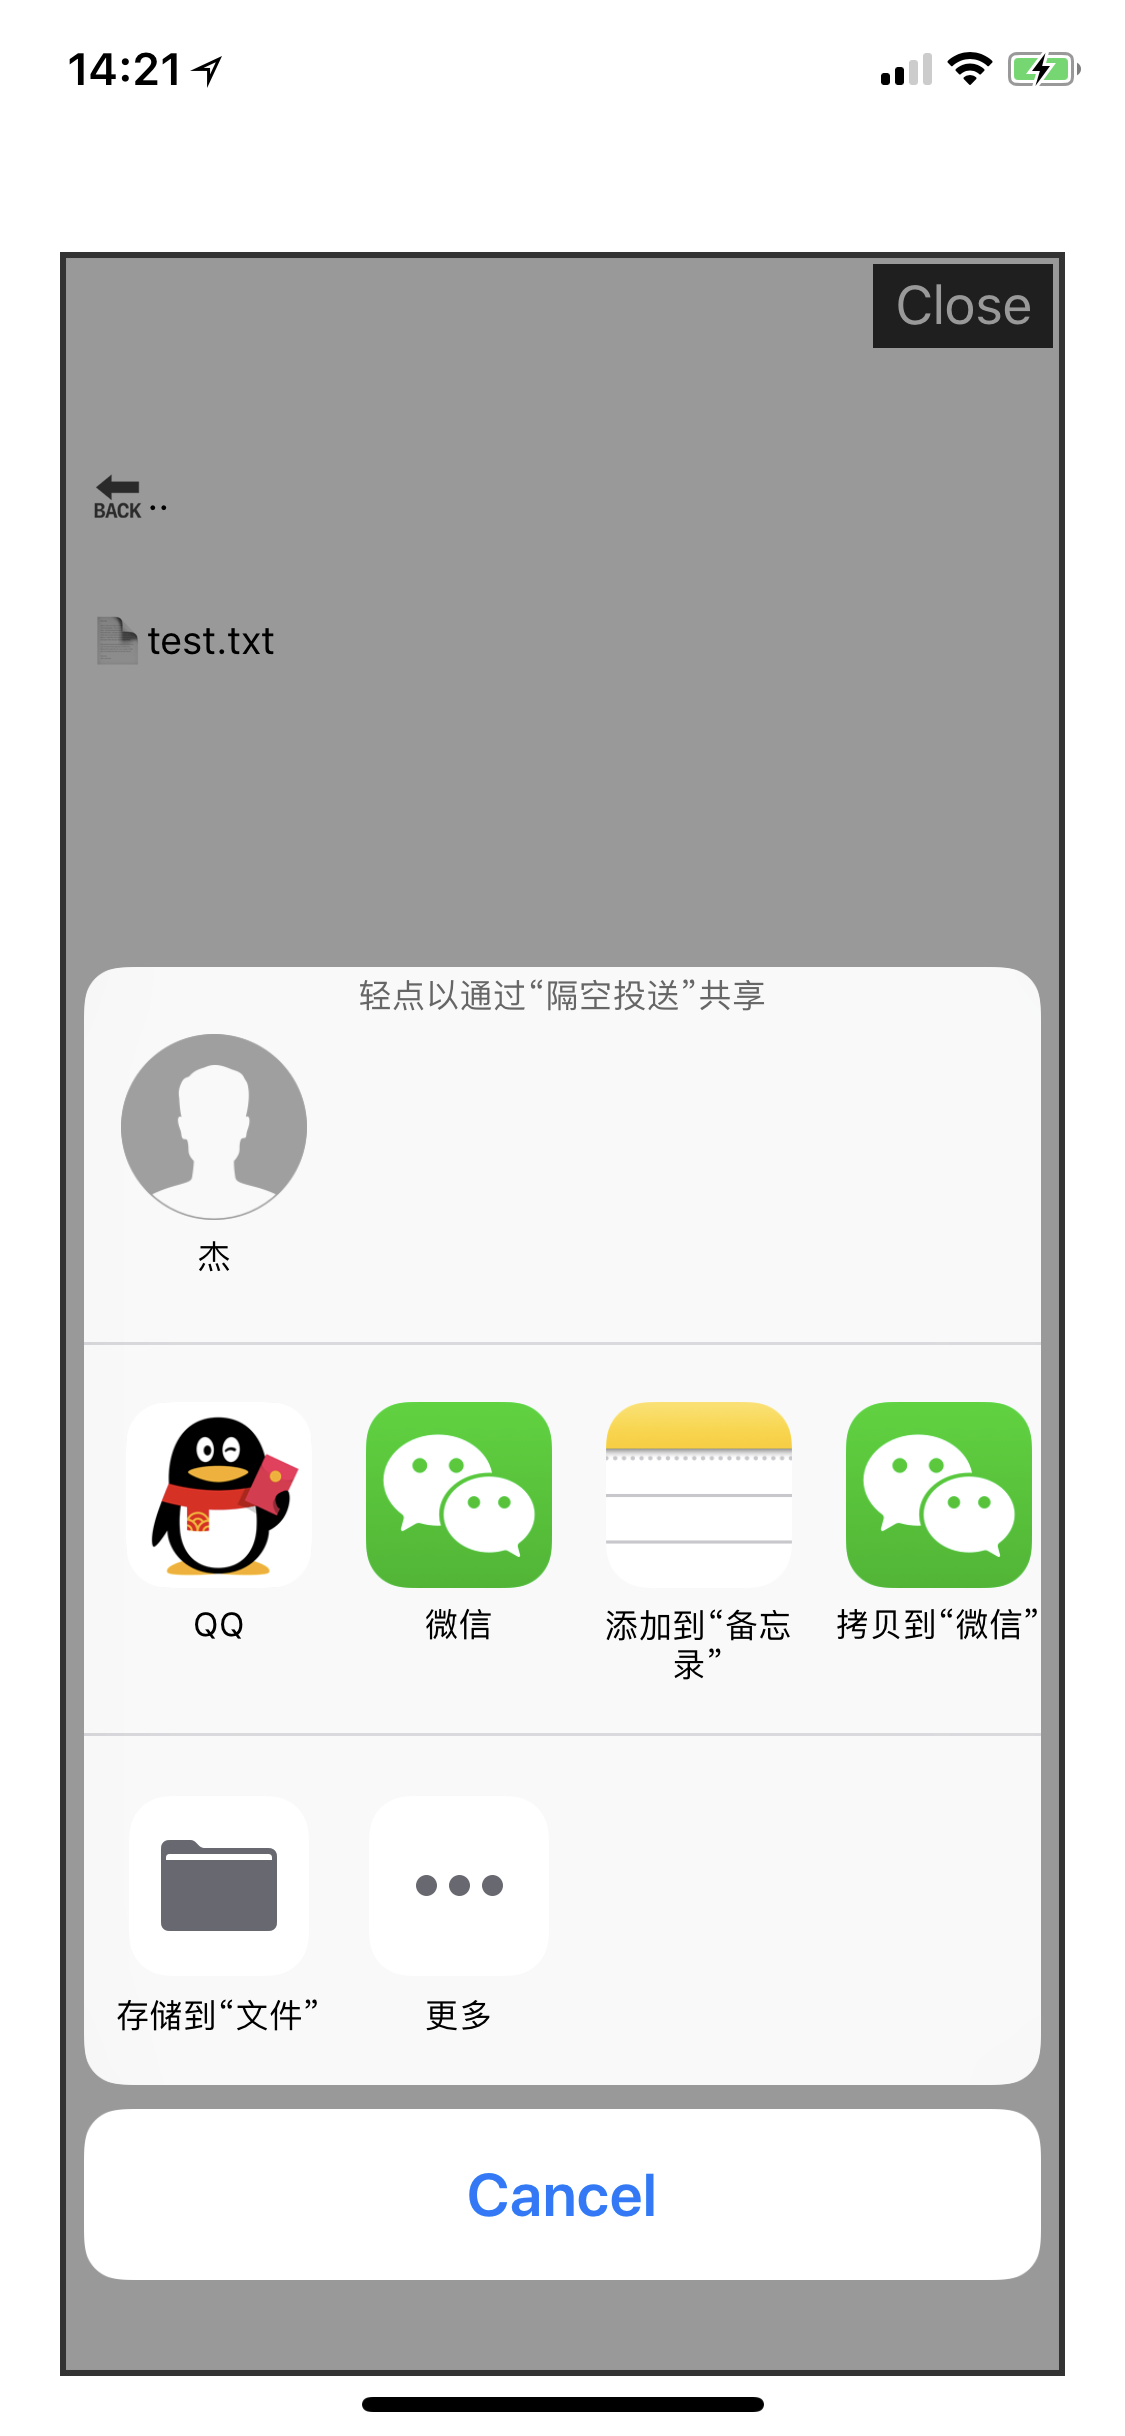 14:21
Close
BACK ..
test.txt
轻点以通过“隔空投送”共享
杰
QQ
微信
添加到“备忘
录”
拷贝到“微信”
存储到“文件”
更多
Cancel